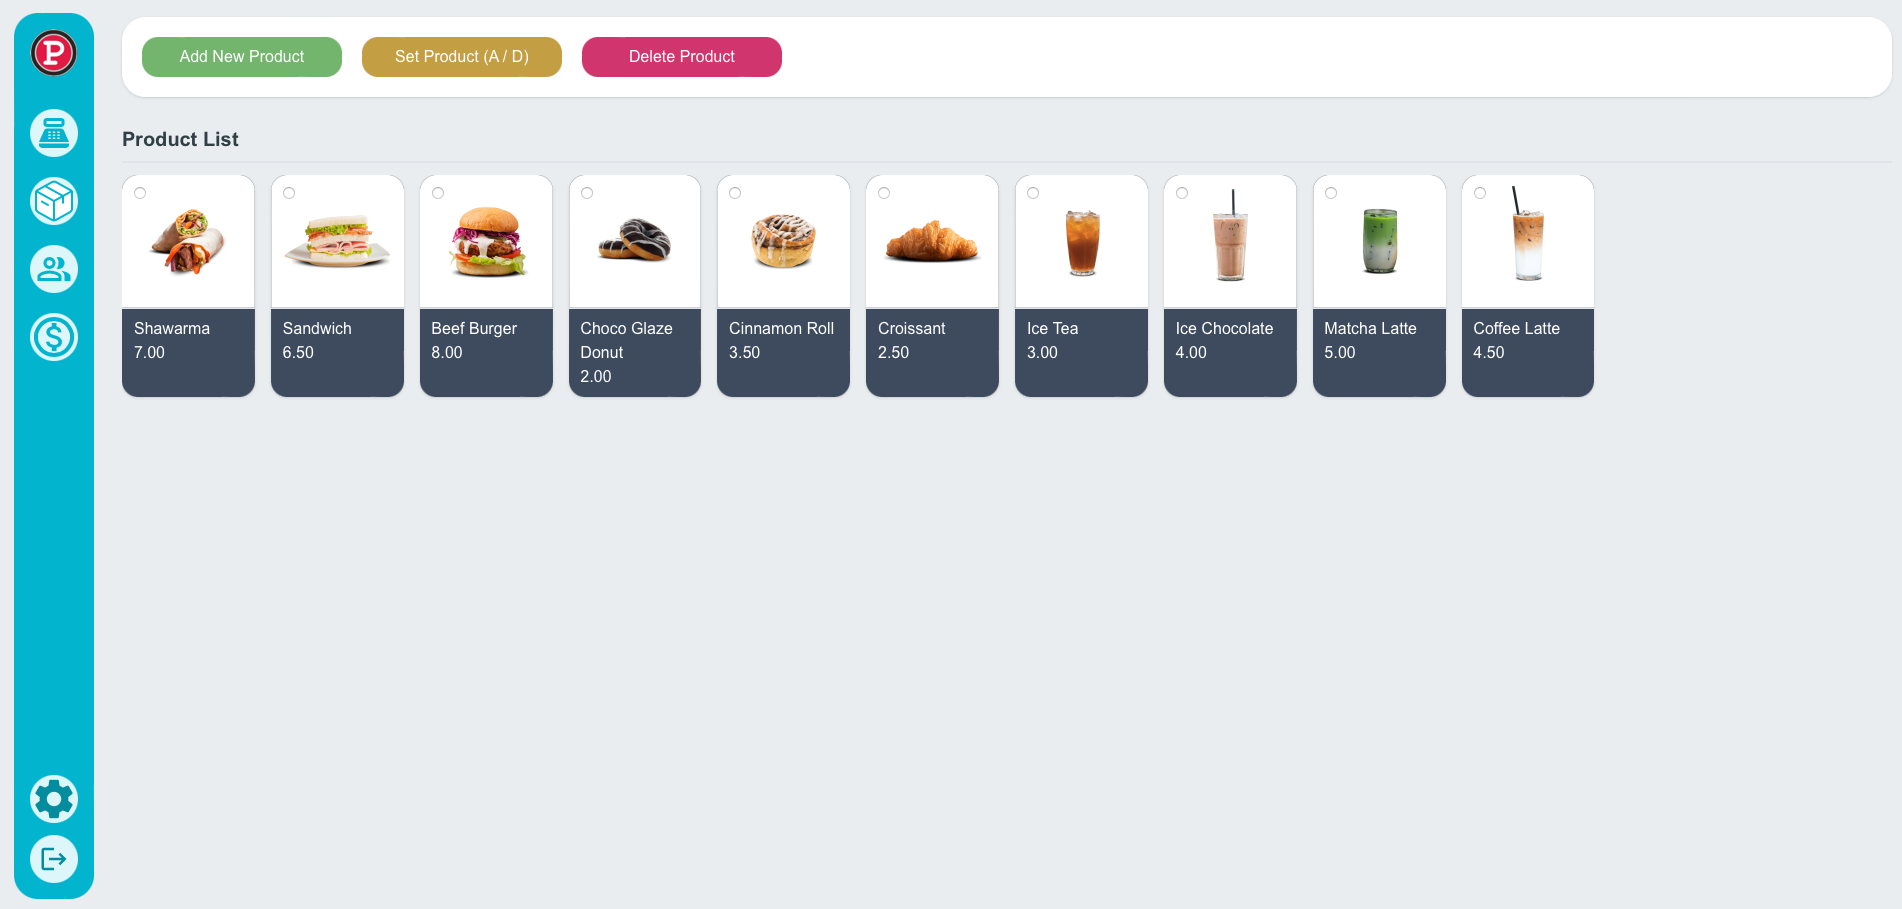 P
Add New Product
Set Product (A / D)
Delete Product
Product List
Shawarma
7.00
Sandwich
6.50
Beef Burger
8.00
Choco Glaze
Donut
2.00
Cinnamon Roll
3.50
Croissant
2.50
Ice Tea
3.00
Ice Chocolate
4.00
Matcha Latte
5.00
Coffee Latte
4.50
$